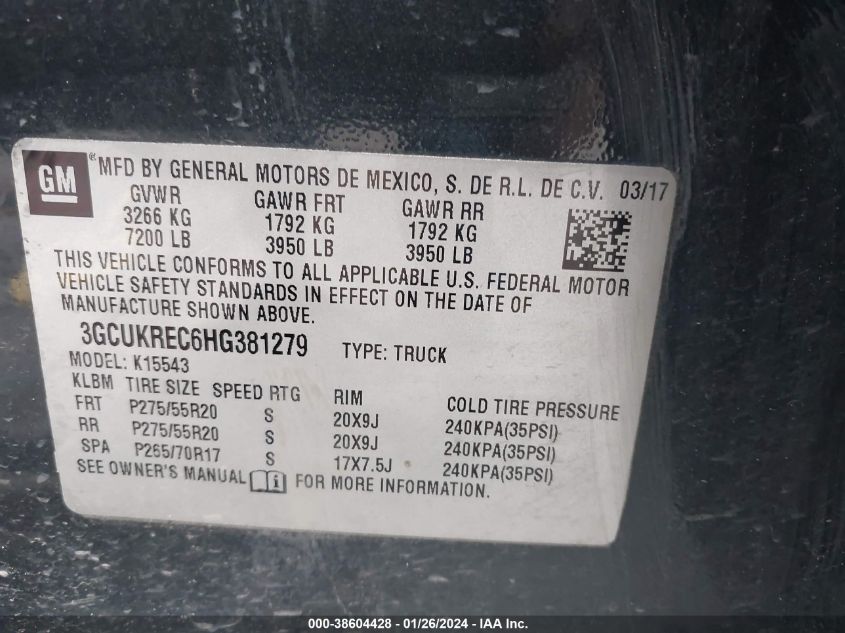 GM ® MFD BY GENERAL MOTORS DE MEXICO, S. DE R.L. DE C.V. 03/17
GVWR GAWR FRT GAWR RR
3266 KG 1792 KG 1792 KG
7200 LB 3950 LB 3950 LB
THIS VEHICLE CONFORMS TO ALL APPLICABLE U.S. FEDERAL MOTOR
VEHICLE SAFETY STANDARDS IN EFFECT ON THE DATE OF
MANUFACTURE SHOWN ABOVE.
3GCUKREC6HG381279 TYPE: TRUCK
MODEL: K15543
KLBM TIRE SIZE SPEED RTG RIM COLD TIRE PRESSURE
FRT P275/55R20 S 20X9J 240KPA(35PSI)
RR P275/55R20 S 20X9J 240KPA(35PSI)
SPA P265/70R17 S 17X7.5J 240KPA(35PSI)
SEE OWNER'S MANUAL i FOR MORE INFORMATION.
000-38604428 - 01/26/2024 - IAA Inc.